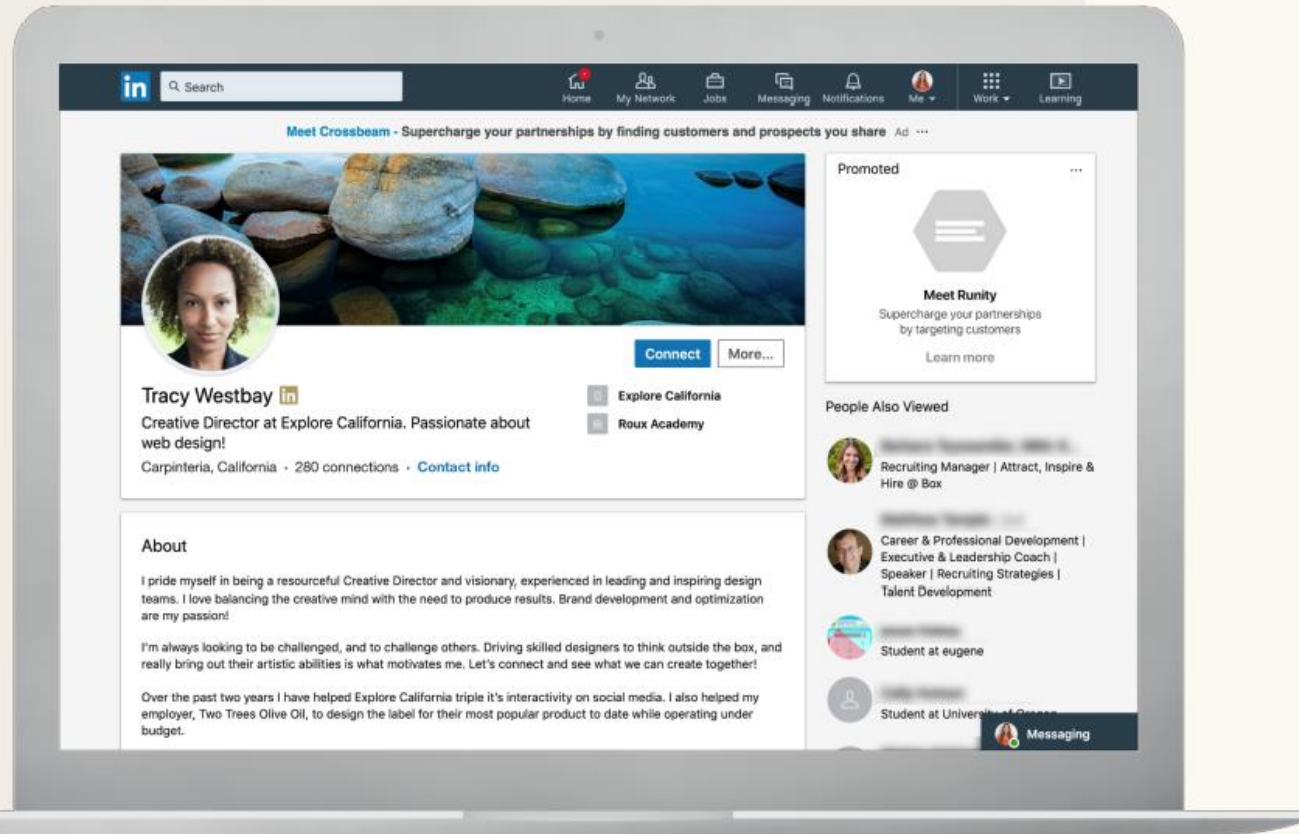 in
Search
Home
My Network
Jobs
Messaging
Notifications
Me
Work
Learning
Meet Crossbeam - Supercharge your partnerships by finding customers and prospects you share Ad ...
Promoted
...
Meet Runity
Supercharge your partnerships
by targeting customers
Learn more
Connect
More...
Tracy Westbay in
Creative Director at Explore California. Passionate about
web design!
Carpinteria, California · 280 connections · Contact info
Explore California
Roux Academy
About
I pride myself in being a resourceful Creative Director and visionary, experienced in leading and inspiring design
teams. I love balancing the creative mind with the need to produce results. Brand development and optimization
are my passion!
I'm always looking to be challenged, and to challenge others. Driving skilled designers to think outside the box, and
really bring out their artistic abilities is what motivates me. Let's connect and see what we can create together!
Over the past two years I have helped Explore California triple it's interactivity on social media. I also helped my
employer, Two Trees Olive Oil, to design the label for their most popular product to date while operating under
budget.
People Also Viewed
Recruiting Manager | Attract, Inspire &
Hire @ Box
Career & Professional Development |
Executive & Leadership Coach |
Speaker | Recruiting Strategies |
Talent Development
Student at eugene
Student at University of
Messaging